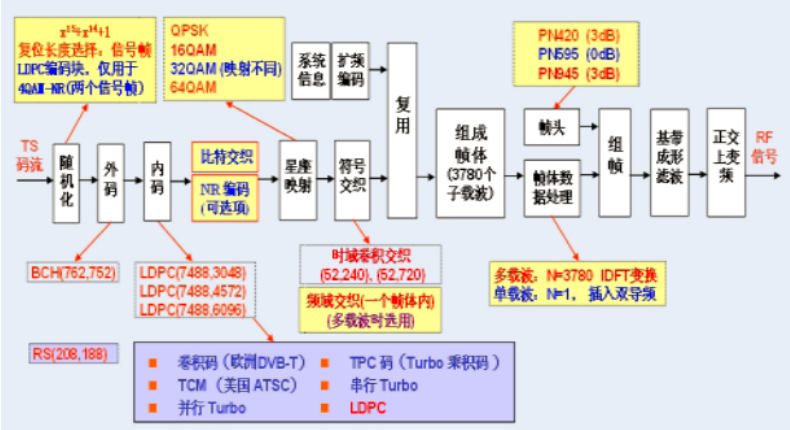 x¹⁵+x¹⁴+1
复位长度选择：信号帧
LDPC编码块，仅用于
4QAM-NR(两个信号帧)
QPSK
16QAM
32QAM(映射不同)
64QAM
系统
信息
扩频
编码
PN420 (3dB)
PN595 (0dB)
PN945 (3dB)
TS
码流
随机化
外码
内码
比特交织
NR 编码
(可选项)
星座
映射
符号
交织
复用
组成
帧体
(3780个
子载波)
帧头
帧体数
据处理
组帧
基带
成形
滤波
正交
上变
频
RF
信号
BCH(762,752)
LDPC(7488,3048)
LDPC(7488,4572)
LDPC(7488,6096)
时域卷积交织
(52,240), (52,720)
频域交织(一个帧体内)
(多载波时选用)
多载波：N=3780 IDFT变换
单载波：N=1， 插入双导频
RS(208,188)
卷积码（欧洲DVB-T） TPC 码（Turbo 乘积码）
TCM （美国 ATSC） 串行 Turbo
并行 Turbo LDPC